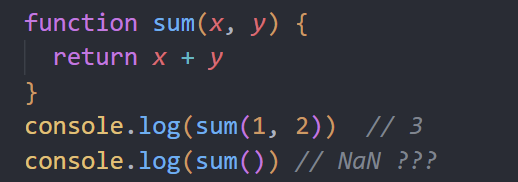 function sum(x, y) {
  return x + y
}
console.log(sum(1, 2))  // 3
console.log(sum()) // NaN ???